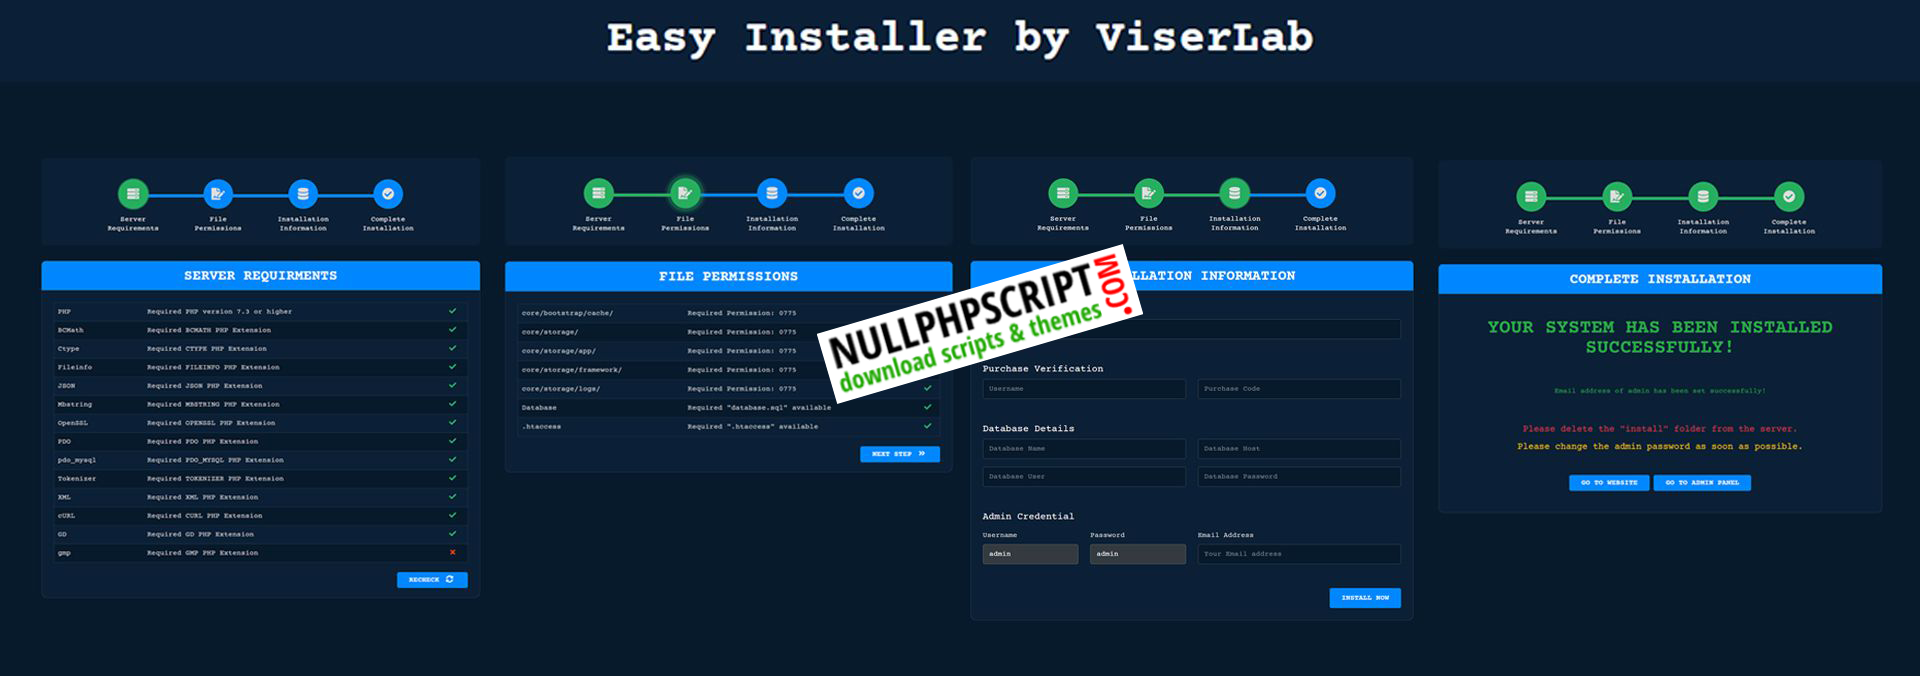 Easy Installer by ViserLab
Server
Requirements
File
Permissions
Installation
Information
Complete
Installation
SERVER REQUIRMENTS
PHP Required PHP version 7.3 or higher
BCMath Required BCMATH PHP Extension
Ctype Required CTYPE PHP Extension
Fileinfo Required FILEINFO PHP Extension
JSON Required JSON PHP Extension
Mbstring Required MBSTRING PHP Extension
OpenSSL Required OPENSSL PHP Extension
PDO Required PDO PHP Extension
pdo_mysql Required PDO_MYSQL PHP Extension
Tokenizer Required TOKENIZER PHP Extension
XML Required XML PHP Extension
cURL Required CURL PHP Extension
GD Required GD PHP Extension
gmp Required GMP PHP Extension
RECHECK
Server
Requirements
File
Permissions
Installation
Information
Complete
Installation
FILE PERMISSIONS
core/bootstrap/cache/ Required Permission: 0775
core/storage/ Required Permission: 0775
core/storage/app/ Required Permission: 0775
core/storage/framework/ Required Permission: 0775
core/storage/logs/ Required Permission: 0775
Database Required "database.sql" available
.htaccess Required ".htaccess" available
NEXT STEP
NULLPHPSCRIPT.COM
download scripts & themes
Server
Requirements
File
Permissions
Installation
Information
Complete
Installation
LLATION INFORMATION
Purchase Verification
Username Purchase Code
Database Details
Database Name Database Host
Database User Database Password
Admin Credential
Username Password Email Address
admin admin Your Email address
INSTALL NOW
Server
Requirements
File
Permissions
Installation
Information
Complete
Installation
COMPLETE INSTALLATION
YOUR SYSTEM HAS BEEN INSTALLED
SUCCESSFULLY!
Email address of admin has been set successfully!
Please delete the "install" folder from the server.
Please change the admin password as soon as possible.
GO TO WEBSITE GO TO ADMIN PANEL